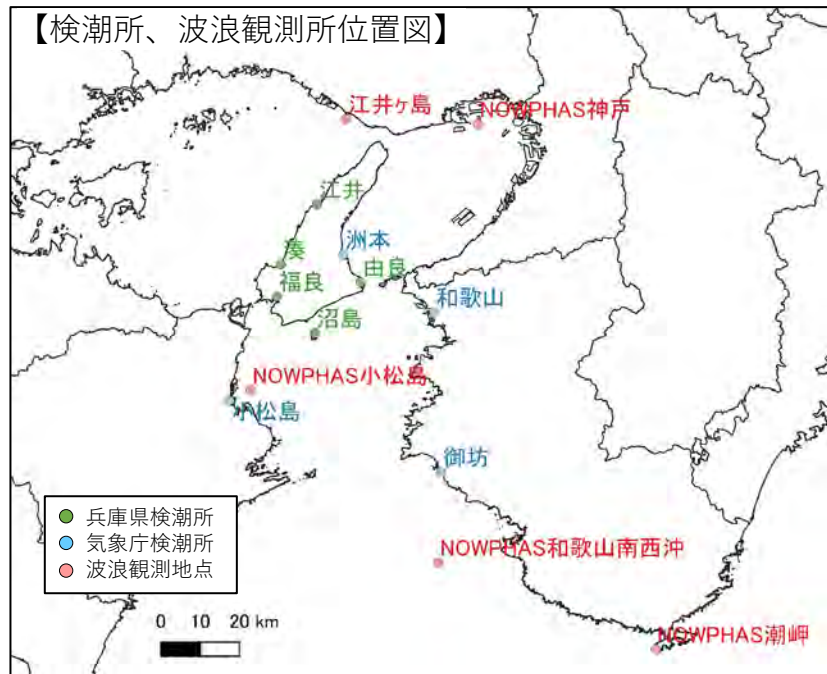 【検潮所、波浪観測所位置図】
江井ヶ島
NOWPHAS神戸
江井
洲本
湊
由良
福良
和歌山
沼島
NOWPHAS小松島
小松島
御坊
兵庫県検潮所
気象庁検潮所
波浪観測地点
NOWPHAS和歌山南西沖
0 10 20 km
NOWPHAS潮岬